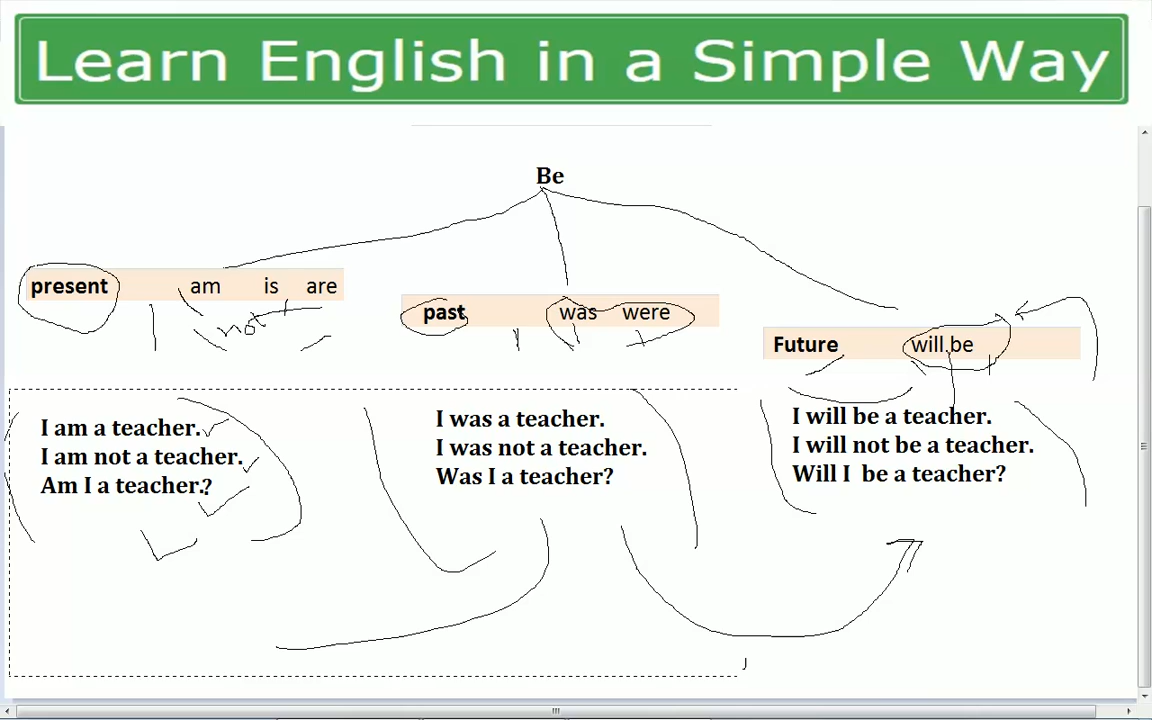 Learn English in a Simple Way
Be
present am is are
not
past was were
Future will be
I am a teacher.
I am not a teacher.
Am I a teacher.?
I was a teacher.
I was not a teacher.
Was I a teacher?
I will be a teacher.
I will not be a teacher.
Will I be a teacher?